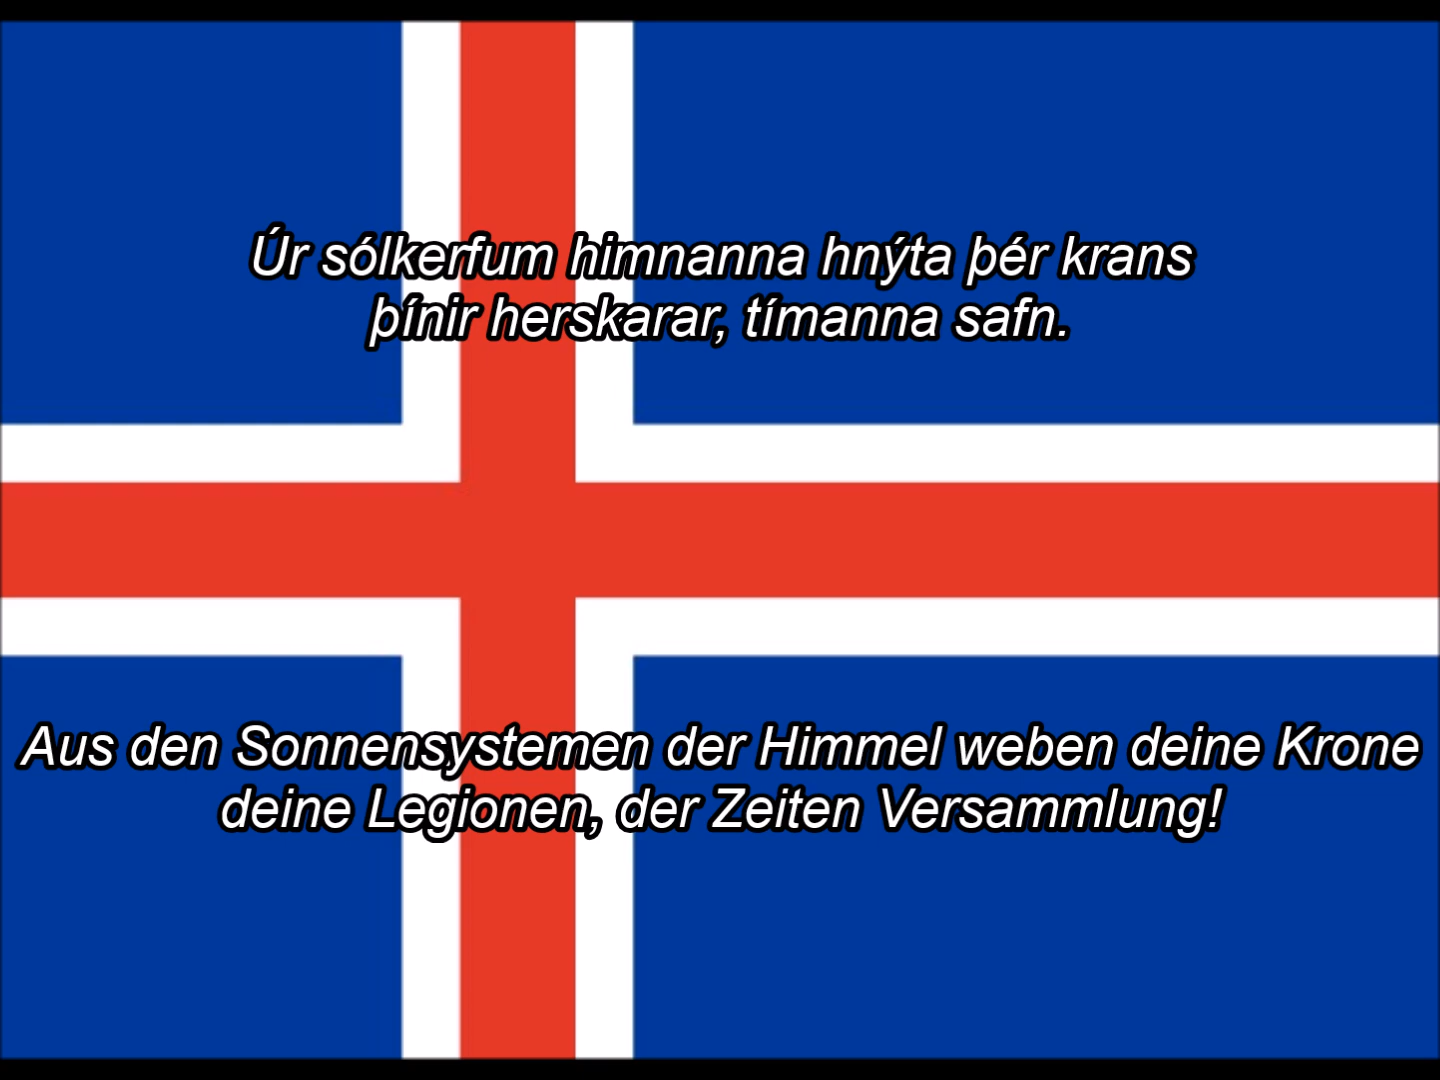 Úr sólkerfum himnanna hnýta þér krans
þínir herskarar, tímanna safn.
Aus den Sonnensystemen der Himmel weben deine Krone
deine Legionen, der Zeiten Versammlung!